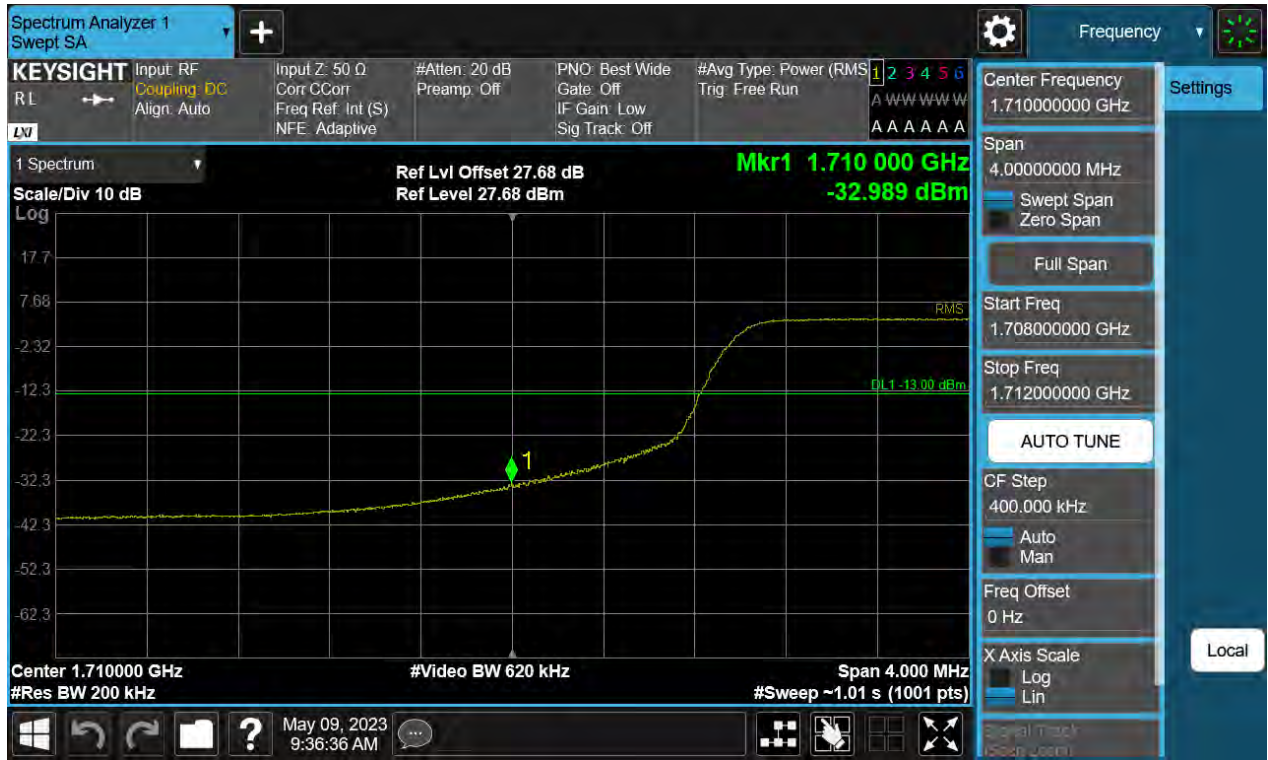 Spectrum Analyzer 1
Swept SA
Frequency
KEYSIGHT
RL
LXI
Input: RF
Coupling: DC
Align: Auto
Input Z: 50 Ω
Corr CCorr
Freq Ref: Int (S)
NFE: Adaptive
#Atten: 20 dB
Preamp: Off
PNO: Best Wide
Gate: Off
IF Gain: Low
Sig Track: Off
#Avg Type: Power (RMS
Trig: Free Run
1 2 3 4 5 6
A W W W W W
A A A A A A
1 Spectrum
Scale/Div 10 dB
Log
Ref Lvl Offset 27.68 dB
Ref Level 27.68 dBm
Mkr1 1.710 000 GHz
-32.989 dBm
17.7
7.68
RMS
-2.32
-12.3
DL1 -13.00 dBm
-22.3
1
-32.3
-42.3
-52.3
-62.3
Center 1.710000 GHz
#Video BW 620 kHz
Span 4.000 MHz
#Res BW 200 kHz
#Sweep ~1.01 s (1001 pts)
May 09, 2023
9:36:36 AM
Center Frequency
1.710000000 GHz
Settings
Span
4.00000000 MHz
Swept Span
Zero Span
Full Span
Start Freq
1.708000000 GHz
Stop Freq
1.712000000 GHz
AUTO TUNE
CF Step
400.000 kHz
Auto
Man
Freq Offset
0 Hz
X Axis Scale
Log
Lin
Local
Signal Track
(Span Zoom)